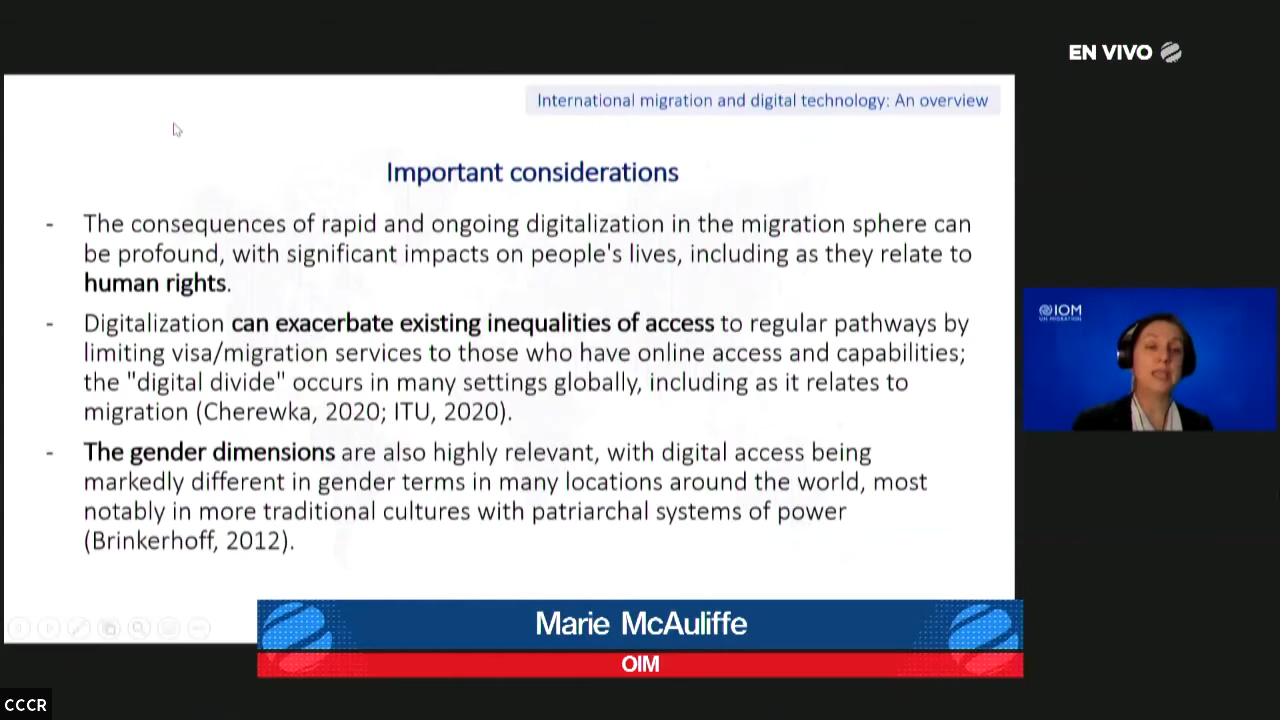 EN VIVO
International migration and digital technology: An overview
Important considerations
- The consequences of rapid and ongoing digitalization in the migration sphere can
be profound, with significant impacts on people's lives, including as they relate to
human rights.
- Digitalization can exacerbate existing inequalities of access to regular pathways by
limiting visa/migration services to those who have online access and capabilities;
the "digital divide" occurs in many settings globally, including as it relates to
migration (Cherewka, 2020; ITU, 2020).
- The gender dimensions are also highly relevant, with digital access being
markedly different in gender terms in many locations around the world, most
notably in more traditional cultures with patriarchal systems of power
(Brinkerhoff, 2012).
IOM
UN MIGRATION
Marie McAuliffe
OIM
CCCR